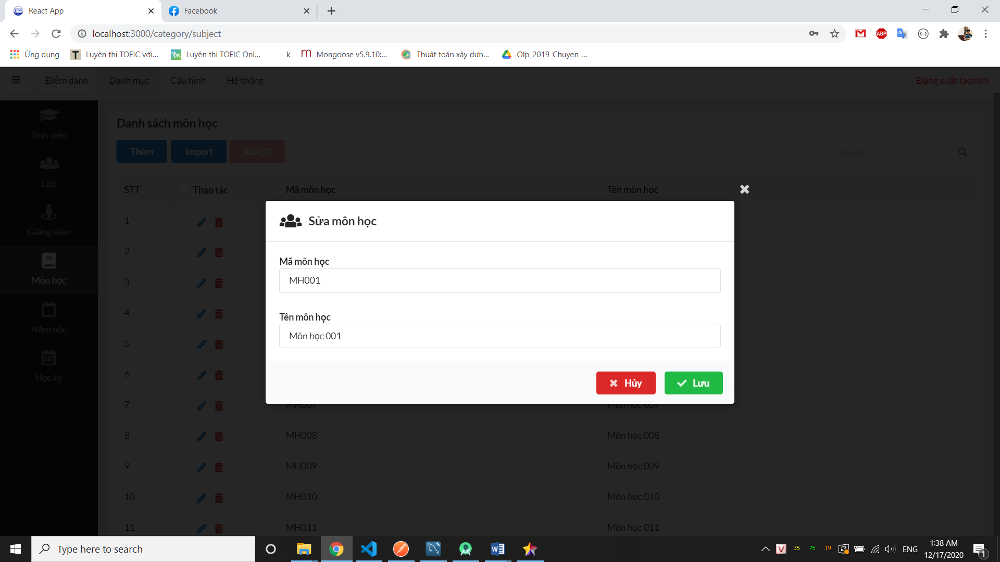 React App
Facebook
localhost:3000/category/subject
Ứng dụng
Luyện thi TOEIC với...
Luyện thi TOEIC Onl...
k
Mongoose v5.9.10:...
Thuật toán xây dựn...
Olp_2019_Chuyen_...
Điểm danh
Danh mục
Cấu hình
Hệ thống
Đăng xuất (admin)
Sinh viên
Lớp
Giảng viên
Môn học
Năm học
Học kỳ
Danh sách môn học
Thêm
Import
Xóa (0)
Search...
STT
Thao tác
Mã môn học
Tên môn học
1
2
3
4
5
6
Sửa môn học
Mã môn học
MH001
Tên môn học
Môn học 001
Hủy
Lưu
7 MH007 Môn học 007
8 MH008 Môn học 008
9 MH009 Môn học 009
10 MH010 Môn học 010
11 MH011 Môn học 011
Type here to search
35
75
19
ENG
1:38 AM
12/17/2020
1